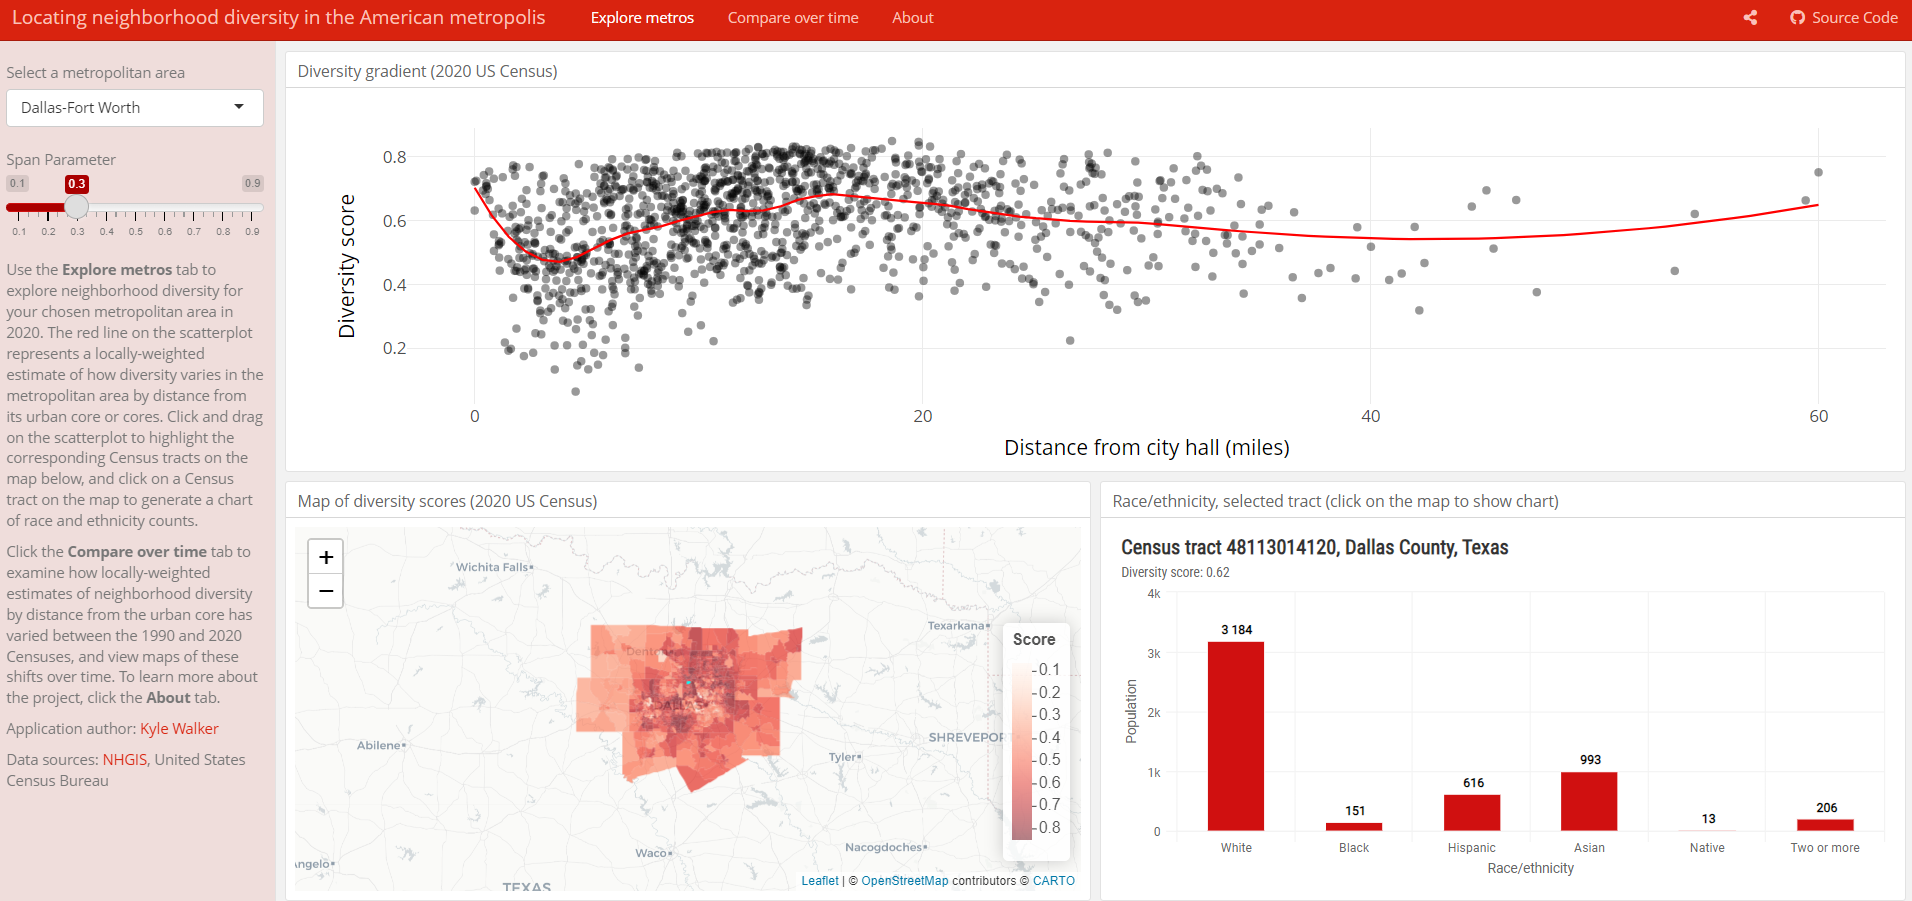 Locating neighborhood diversity in the American metropolis
Explore metros
Compare over time
About
Source Code
Select a metropolitan area
Dallas-Fort Worth
Span Parameter
0.1
0.3
0.9
0.1 0.2 0.3 0.4 0.5 0.6 0.7 0.8 0.9
Use the Explore metros tab to
explore neighborhood diversity for
your chosen metropolitan area in
2020. The red line on the scatterplot
represents a locally-weighted
estimate of how diversity varies in the
metropolitan area by distance from
its urban core or cores. Click and drag
on the scatterplot to highlight the
corresponding Census tracts on the
map below, and click on a Census
tract on the map to generate a chart
of race and ethnicity counts.
Click the Compare over time tab to
examine how locally-weighted
estimates of neighborhood diversity
by distance from the urban core has
varied between the 1990 and 2020
Censuses, and view maps of these
shifts over time. To learn more about
the project, click the About tab.
Application author: Kyle Walker
Data sources: NHGIS, United States
Census Bureau
Diversity gradient (2020 US Census)
Diversity score
0.8
0.6
0.4
0.2
0 20 40 60
Distance from city hall (miles)
Map of diversity scores (2020 US Census)
+
−
Wichita Falls
Texarkana
Denton
DALLAS
Abilene
SHREVEPOR
Tyler
Waco
Nacogdoches
ngelo
TEXAS
Score
0.1
0.2
0.3
0.4
0.5
0.6
0.7
0.8
Leaflet | © OpenStreetMap contributors © CARTO
Race/ethnicity, selected tract (click on the map to show chart)
Census tract 48113014120, Dallas County, Texas
Diversity score: 0.62
Population
4k
3k
2k
1k
0
3 184
151
616
993
13
206
White Black Hispanic Asian Native Two or more
Race/ethnicity